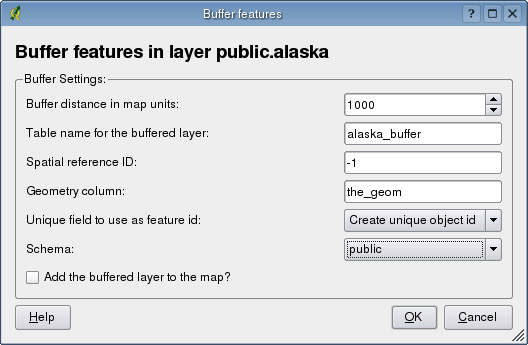 Buffer features
Buffer features in layer public.alaska
Buffer Settings:
Buffer distance in map units: 1000
Table name for the buffered layer: alaska_buffer
Spatial reference ID: -1
Geometry column: the_geom
Unique field to use as feature id: Create unique object id
Schema: public
Add the buffered layer to the map?
Help OK Cancel